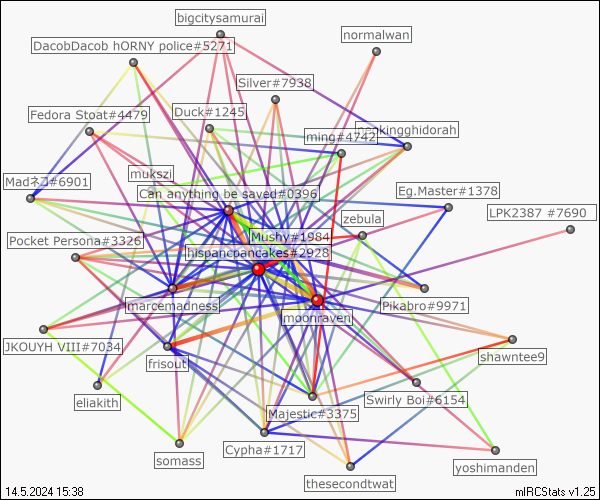 bigcitysamurai
normalwan
DacobDacob hORNY police#5271
Silver#7938
Fedora Stoat#4479
Duck#1245
ming#4742
mukszi
Madネコ#6901
Can anything be saved#0396
Eg.Master#1378
LPK2387 #7690
zebula
Pocket Persona#3326
Mushy#1984
hispancpancakes#2928
marcemadness
Pikabro#9971
moonraven
JKOUYH VIII#7034
frisout
shawntee9
eliakith
Majestic#3375
Swirly Boi#6154
Cypha#1717
somass
yoshimanden
thesecondtwat
14.5.2024 15:38
mIRCStats v1.25